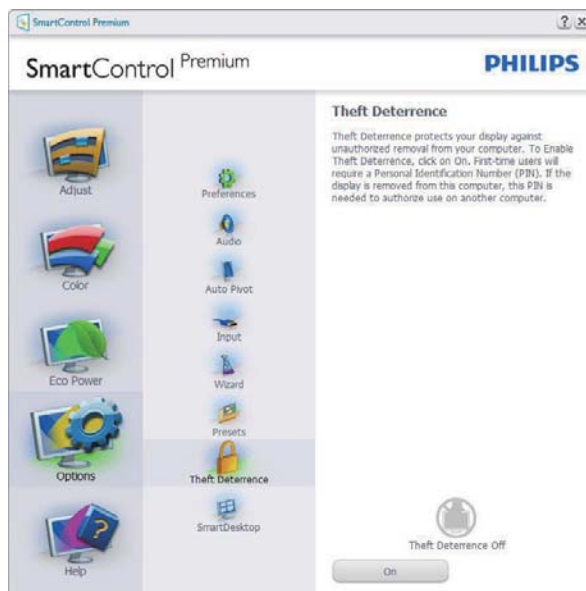 SmartControl Premium
? X
SmartControl Premium
PHILIPS
Adjust
Color
Eco Power
Options
Help
Preferences
Audio
Auto Pivot
Input
Wizard
Presets
Theft Deterrence
SmartDesktop
Theft Deterrence
Theft Deterrence protects your display against
unauthorized removal from your computer. To Enable
Theft Deterrence, click on On. First-time users will
require a Personal Identification Number (PIN). If the
display is removed from this computer, this PIN is
needed to authorize use on another computer.
Theft Deterrence Off
On